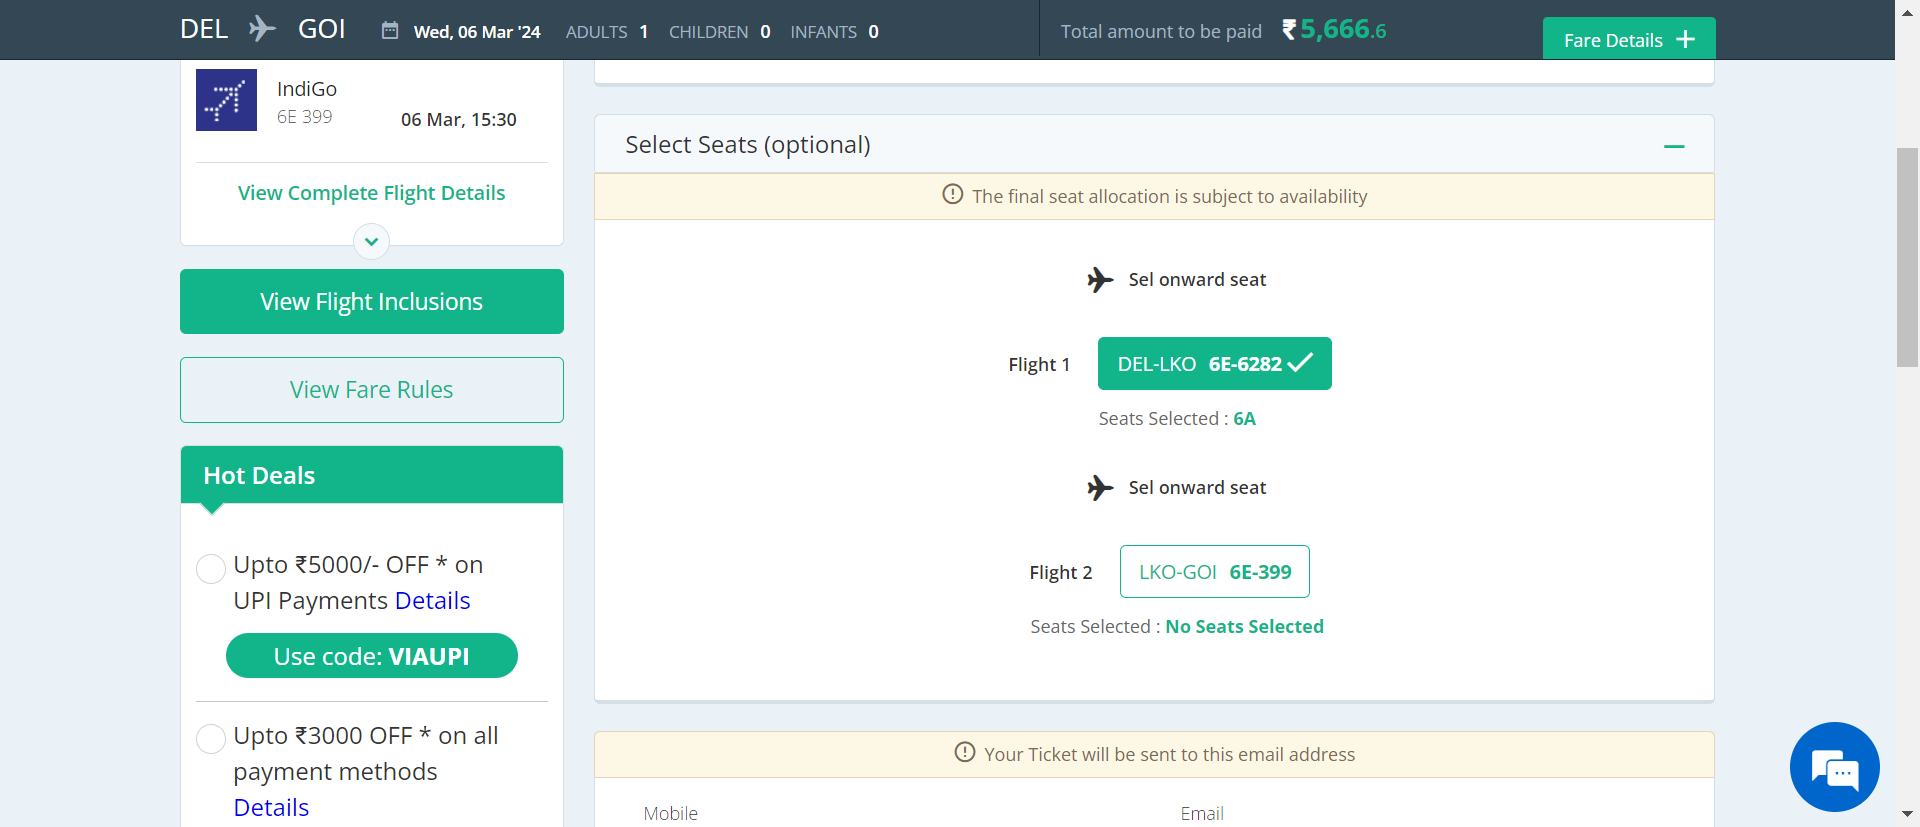 DEL GOI Wed, 06 Mar '24 ADULTS 1 CHILDREN 0 INFANTS 0 Total amount to be paid ₹5,666.6 Fare Details +
IndiGo
6E 399
06 Mar, 15:30
View Complete Flight Details
View Flight Inclusions
View Fare Rules
Hot Deals
Upto ₹5000/- OFF * on
UPI Payments Details
Use code: VIAUPI
Upto ₹3000 OFF * on all
payment methods
Details
Select Seats (optional)
The final seat allocation is subject to availability
Sel onward seat
Flight 1 DEL-LKO 6E-6282
Seats Selected : 6A
Sel onward seat
Flight 2 LKO-GOI 6E-399
Seats Selected : No Seats Selected
Your Ticket will be sent to this email address
Mobile Email